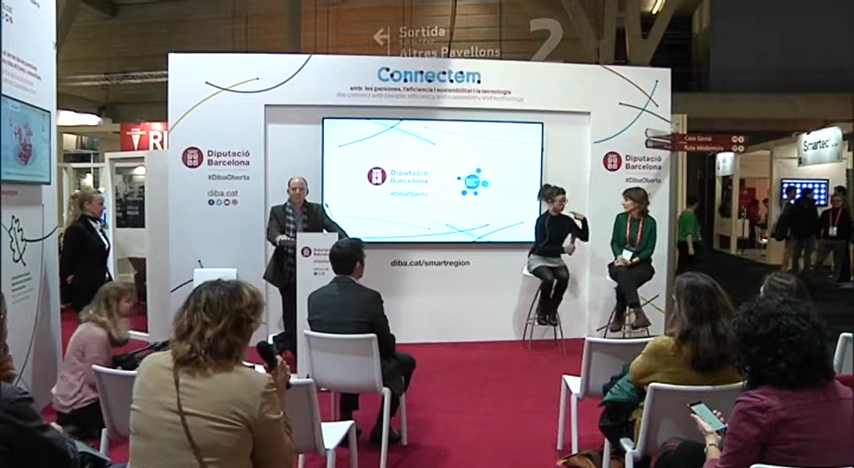 Sortida
Altres Pavellons
2
Connectem
amb les persones, l'eficiència i sostenibilitat i la tecnologia
Diputació
Barcelona
#DibaOberta
diba.cat
Diputació
Barcelona
#DibaOberta
Diputació
Barcelona
#DibaOberta
diba.cat/smartregion
Diputació
Barcelona
Smartec